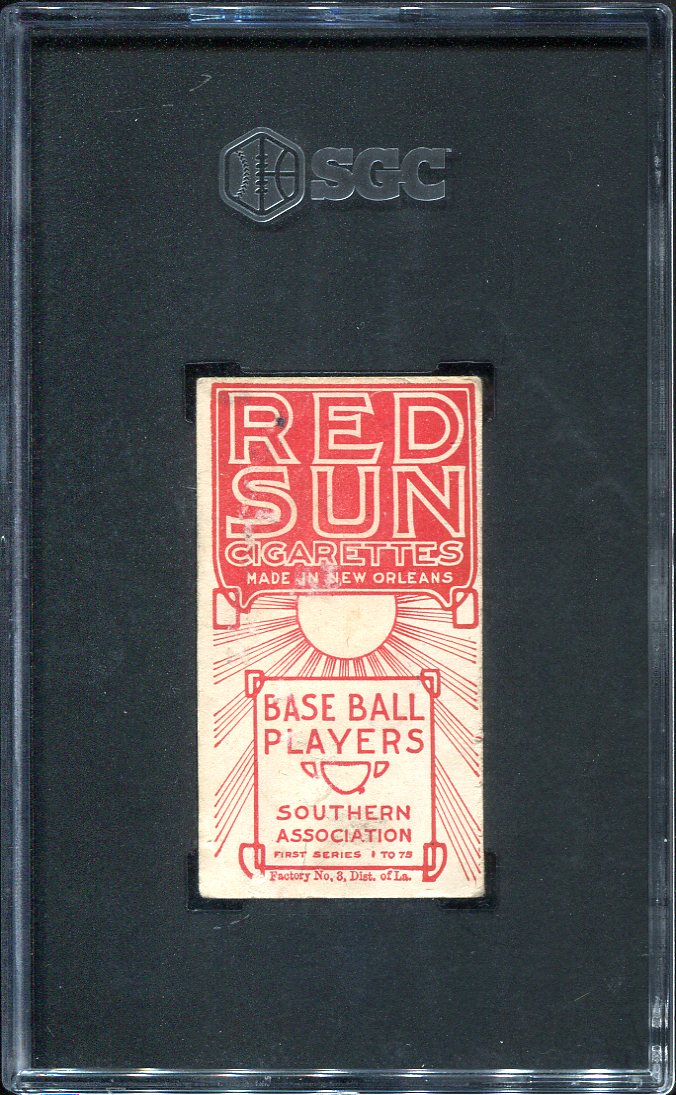 SGC
RED
SUN
CIGARETTES
MADE IN NEW ORLEANS
BASE BALL
PLAYERS
SOUTHERN
ASSOCIATION
FIRST SERIES 1 TO 75
Factory No. 3, Dist. of La.